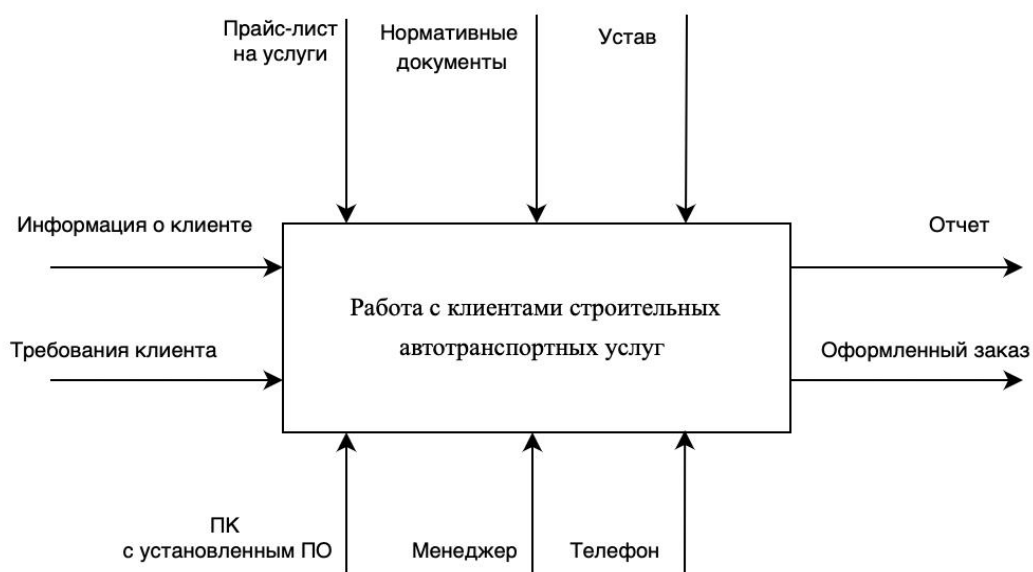 Прайс-лист
на услуги
Нормативные
документы
Устав
Информация о клиенте
Отчет
Работа с клиентами строительных
автотранспортных услуг
Требования клиента
Оформленный заказ
ПК
с установленным ПО
Менеджер
Телефон